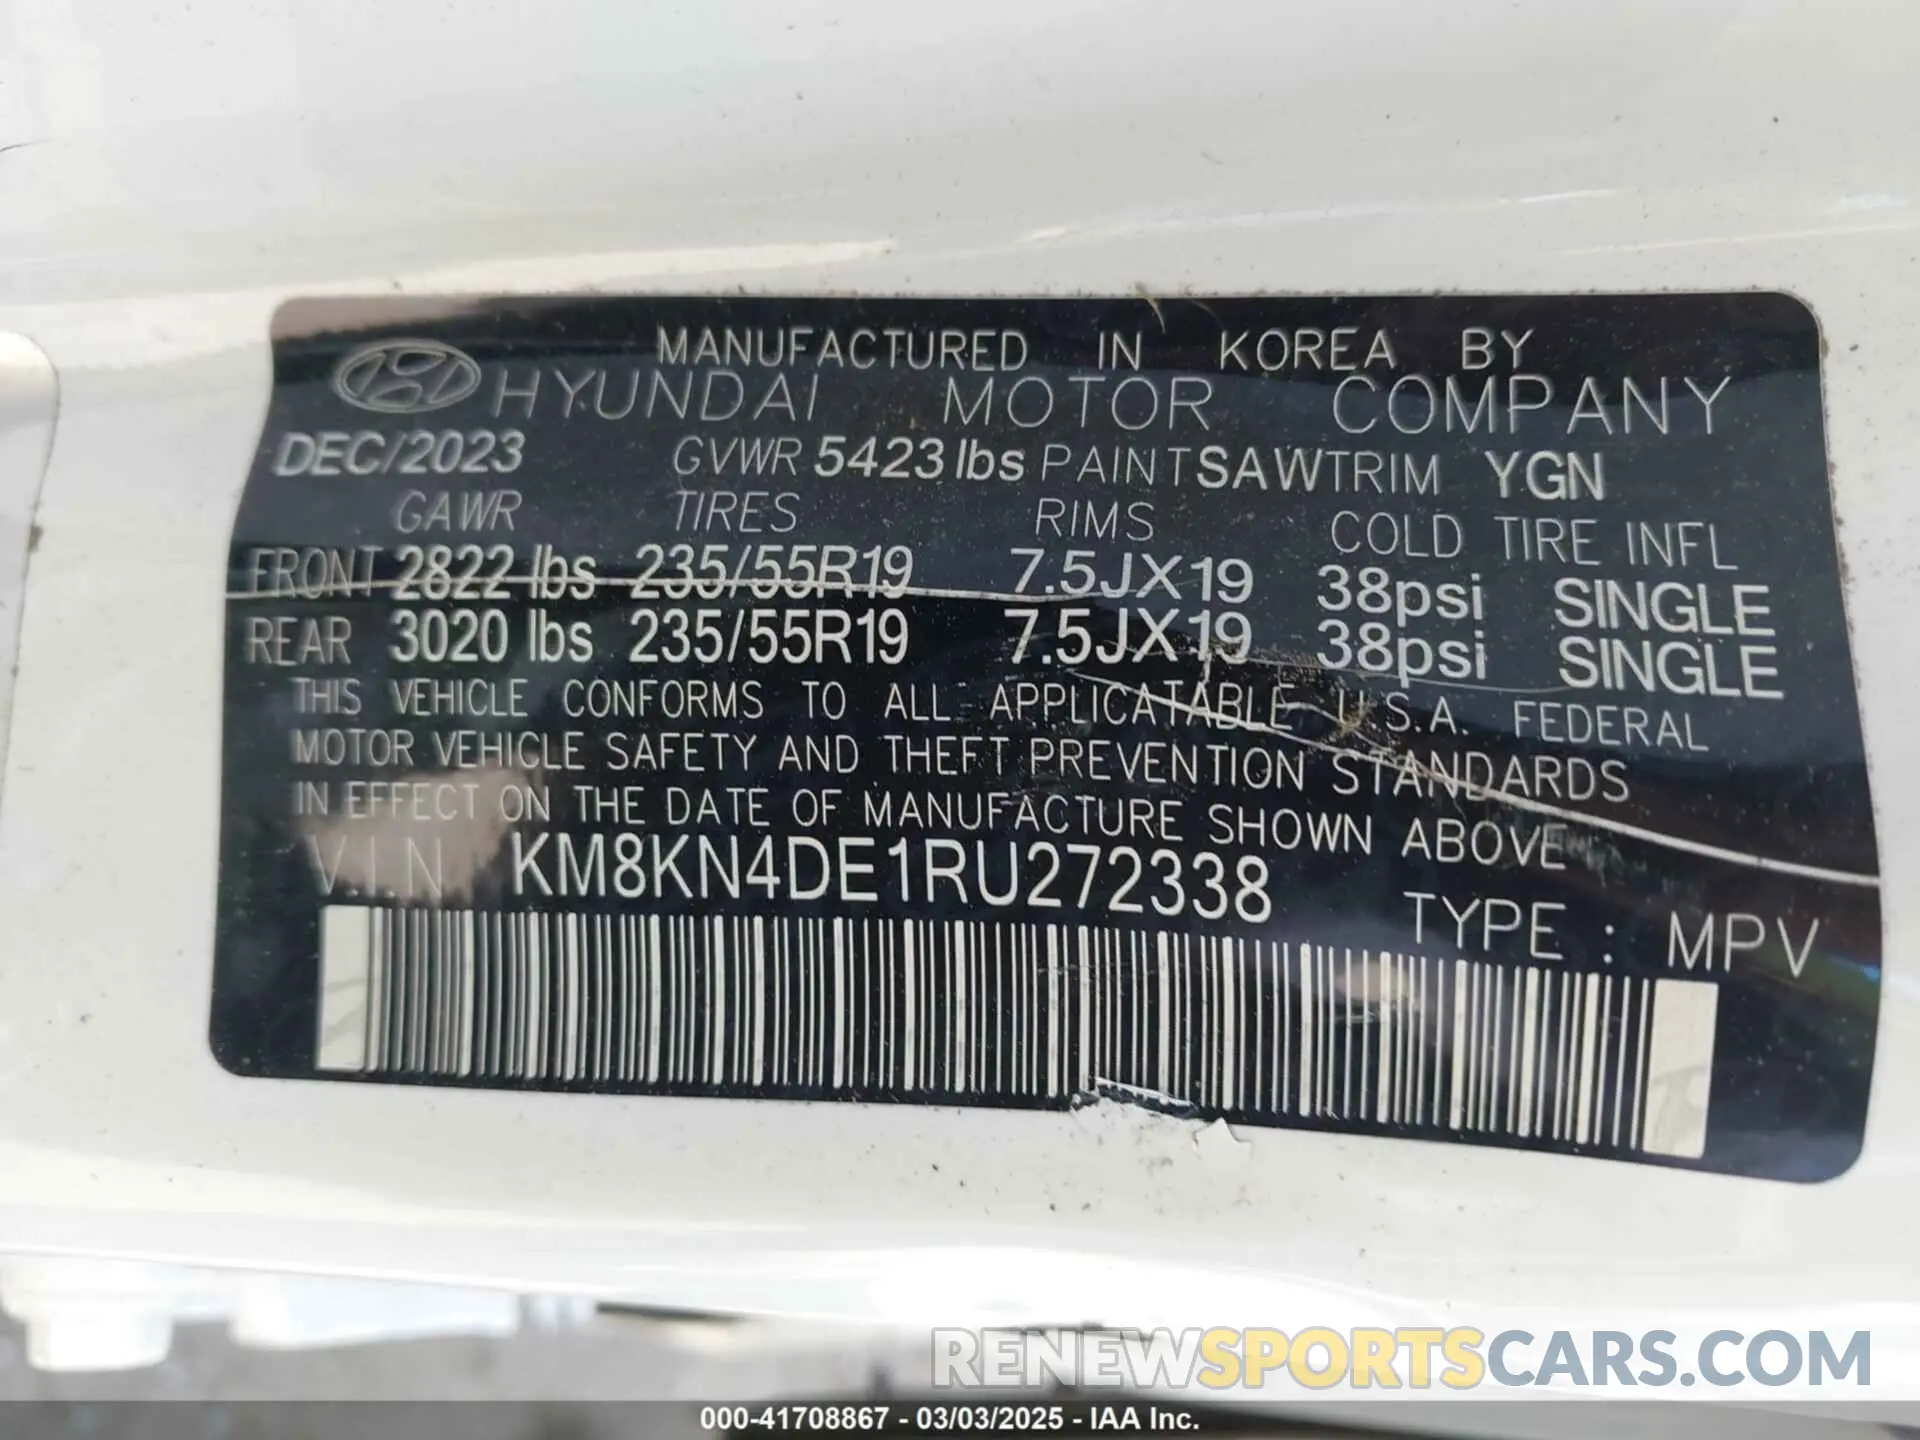 MANUFACTURED IN KOREA BY
HYUNDAI MOTOR COMPANY
DEC/2023 GVWR 5423 lbs PAINT SAW TRIM YGN
GAWR TIRES RIMS COLD TIRE INFL
FRONT 2822 lbs 235/55R19 7.5JX19 38psi SINGLE
REAR 3020 lbs 235/55R19 7.5JX19 38psi SINGLE
THIS VEHICLE CONFORMS TO ALL APPLICATABLE U.S.A. FEDERAL
MOTOR VEHICLE SAFETY AND THEFT PREVENTION STANDARDS
IN EFFECT ON THE DATE OF MANUFACTURE SHOWN ABOVE
V.I.N KM8KN4DE1RU272338
TYPE : MPV
RENEWSPORTSCARS.COM
000-41708867 - 03/03/2025 - IAA Inc.